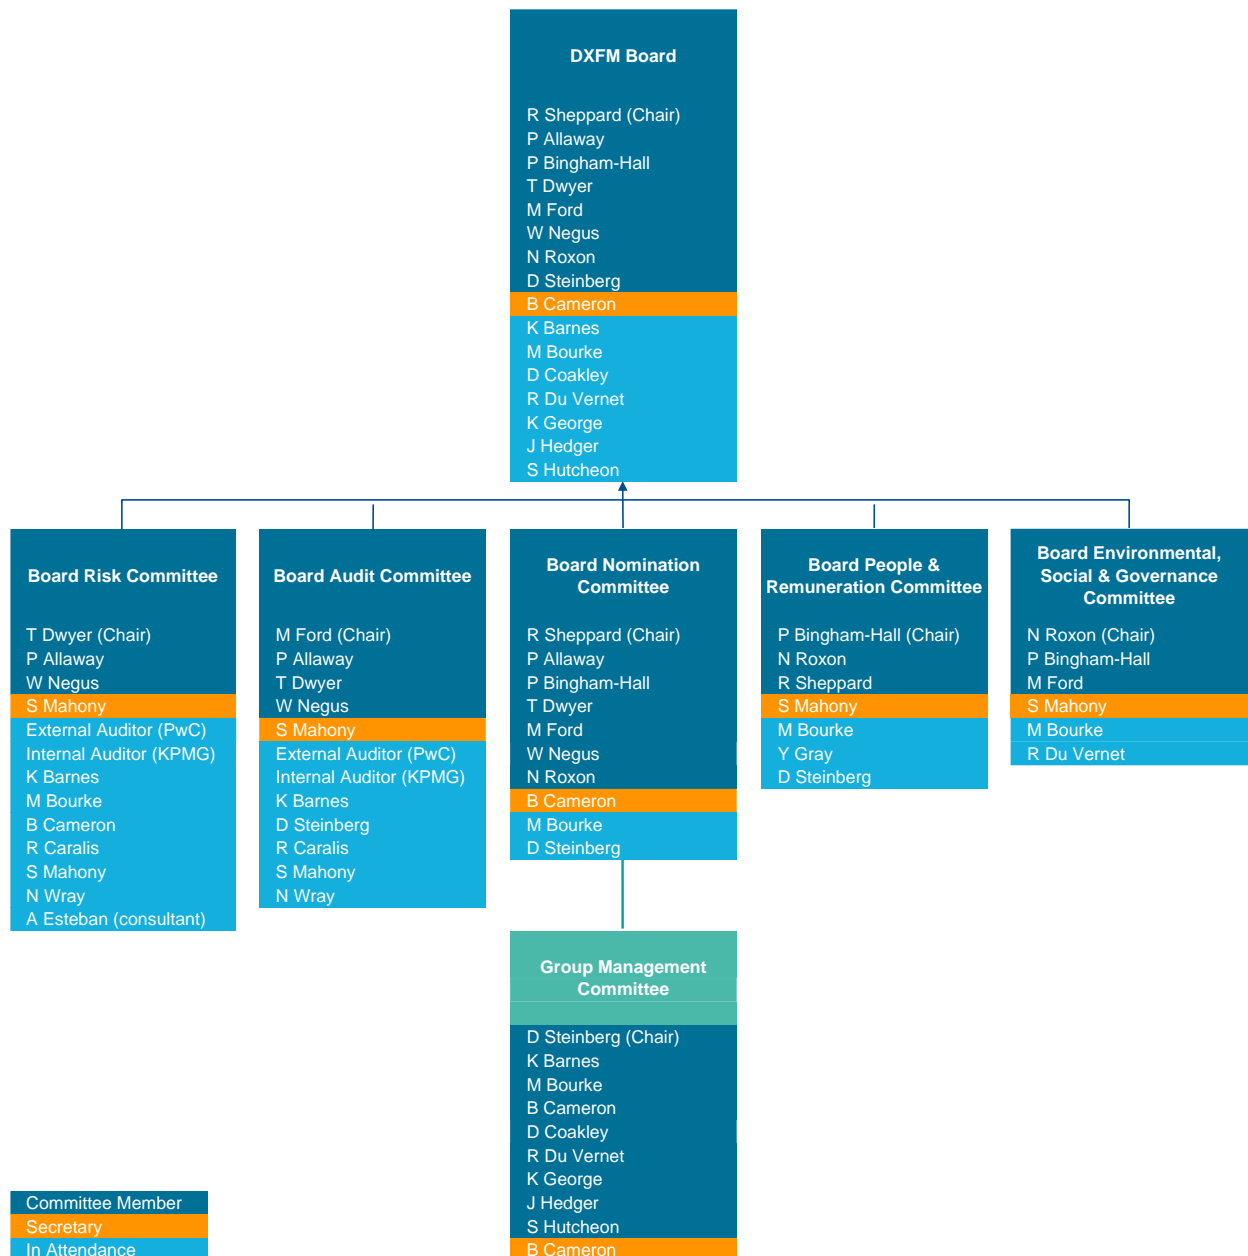 DXFM Board
R Sheppard (Chair)
P Allaway
P Bingham-Hall
T Dwyer
M Ford
W Negus
N Roxon
D Steinberg
B Cameron
K Barnes
M Bourke
D Coakley
R Du Vernet
K George
J Hedger
S Hutcheon
Board Risk Committee
T Dwyer (Chair)
P Allaway
W Negus
S Mahony
External Auditor (PwC)
Internal Auditor (KPMG)
K Barnes
M Bourke
B Cameron
R Caralis
S Mahony
N Wray
A Esteban (consultant)
Board Audit Committee
M Ford (Chair)
P Allaway
T Dwyer
W Negus
S Mahony
External Auditor (PwC)
Internal Auditor (KPMG)
K Barnes
D Steinberg
R Caralis
S Mahony
N Wray
Board Nomination
Committee
R Sheppard (Chair)
P Allaway
P Bingham-Hall
T Dwyer
M Ford
W Negus
N Roxon
B Cameron
M Bourke
D Steinberg
Board People &
Remuneration Committee
P Bingham-Hall (Chair)
N Roxon
R Sheppard
S Mahony
M Bourke
Y Gray
D Steinberg
Board Environmental,
Social & Governance
Committee
N Roxon (Chair)
P Bingham-Hall
M Ford
S Mahony
M Bourke
R Du Vernet
Group Management
Committee
D Steinberg (Chair)
K Barnes
M Bourke
B Cameron
D Coakley
R Du Vernet
K George
J Hedger
S Hutcheon
B Cameron
Committee Member
Secretary
In Attendance